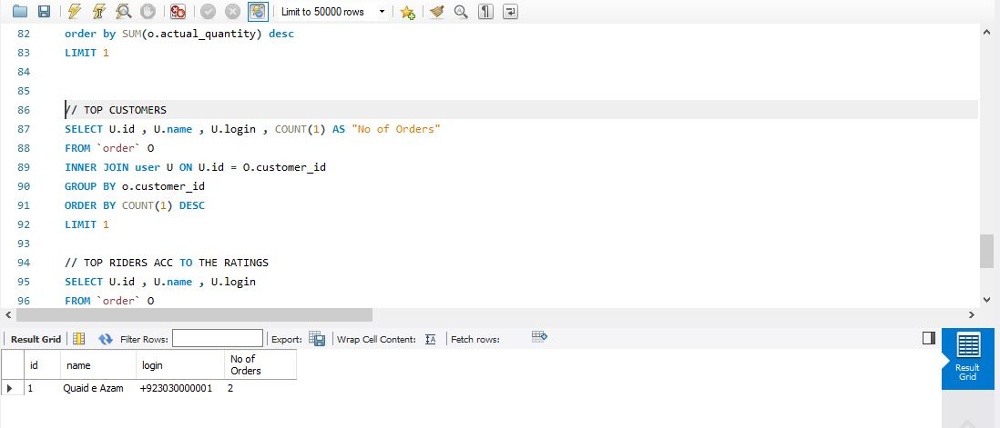 Limit to 50000 rows
82 order by SUM(o.actual_quantity) desc
83 LIMIT 1
84
85
86 // TOP CUSTOMERS
87 SELECT U.id , U.name , U.login , COUNT(1) AS "No of Orders"
88 FROM `order` O
89 INNER JOIN user U ON U.id = O.customer_id
90 GROUP BY o.customer_id
91 ORDER BY COUNT(1) DESC
92 LIMIT 1
93
94 // TOP RIDERS ACC TO THE RATINGS
95 SELECT U.id , U.name , U.login
96 FROM `order` O
Result Grid Filter Rows: Export: Wrap Cell Content: Fetch rows:
id name login No of
Orders
1 Quaid e Azam +923030000001 2
Result
Grid